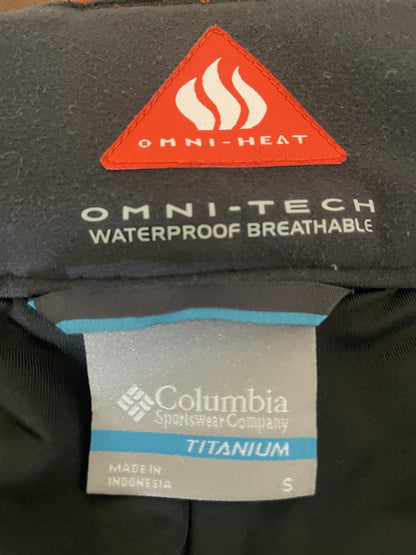 OMNI-HEAT
OMNI-TECH
WATERPROOF BREATHABLE
Columbia
Sportswear Company
TITANIUM
MADE IN
INDONESIA
S